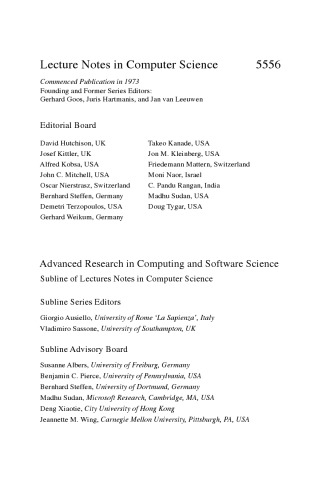 Lecture Notes in Computer Science 5556
Commenced Publication in 1973
Founding and Former Series Editors:
Gerhard Goos, Juris Hartmanis, and Jan van Leeuwen
Editorial Board
David Hutchison, UK
Josef Kittler, UK
Alfred Kobsa, USA
John C. Mitchell, USA
Oscar Nierstrasz, Switzerland
Bernhard Steffen, Germany
Demetri Terzopoulos, USA
Gerhard Weikum, Germany
Takeo Kanade, USA
Jon M. Kleinberg, USA
Friedemann Mattern, Switzerland
Moni Naor, Israel
C. Pandu Rangan, India
Madhu Sudan, USA
Doug Tygar, USA
Advanced Research in Computing and Software Science
Subline of Lectures Notes in Computer Science
Subline Series Editors
Giorgio Ausiello, University of Rome ‘La Sapienza’, Italy
Vladimiro Sassone, University of Southampton, UK
Subline Advisory Board
Susanne Albers, University of Freiburg, Germany
Benjamin C. Pierce, University of Pennsylvania, USA
Bernhard Steffen, University of Dortmund, Germany
Madhu Sudan, Microsoft Research, Cambridge, MA, USA
Deng Xiaotie, City University of Hong Kong
Jeannette M. Wing, Carnegie Mellon University, Pittsburgh, PA, USA